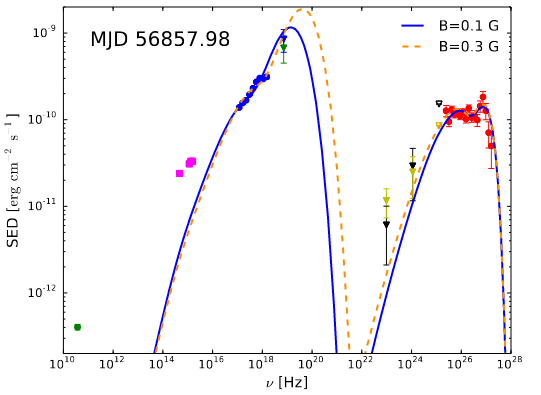 MJD 56857.98
B=0.1 G
B=0.3 G
SED [erg cm⁻² s⁻¹]
10⁻⁹
10⁻¹⁰
10⁻¹¹
10⁻¹²
10¹⁰ 10¹² 10¹⁴ 10¹⁶ 10¹⁸ 10²⁰ 10²² 10²⁴ 10²⁶ 10²⁸
ν [Hz]